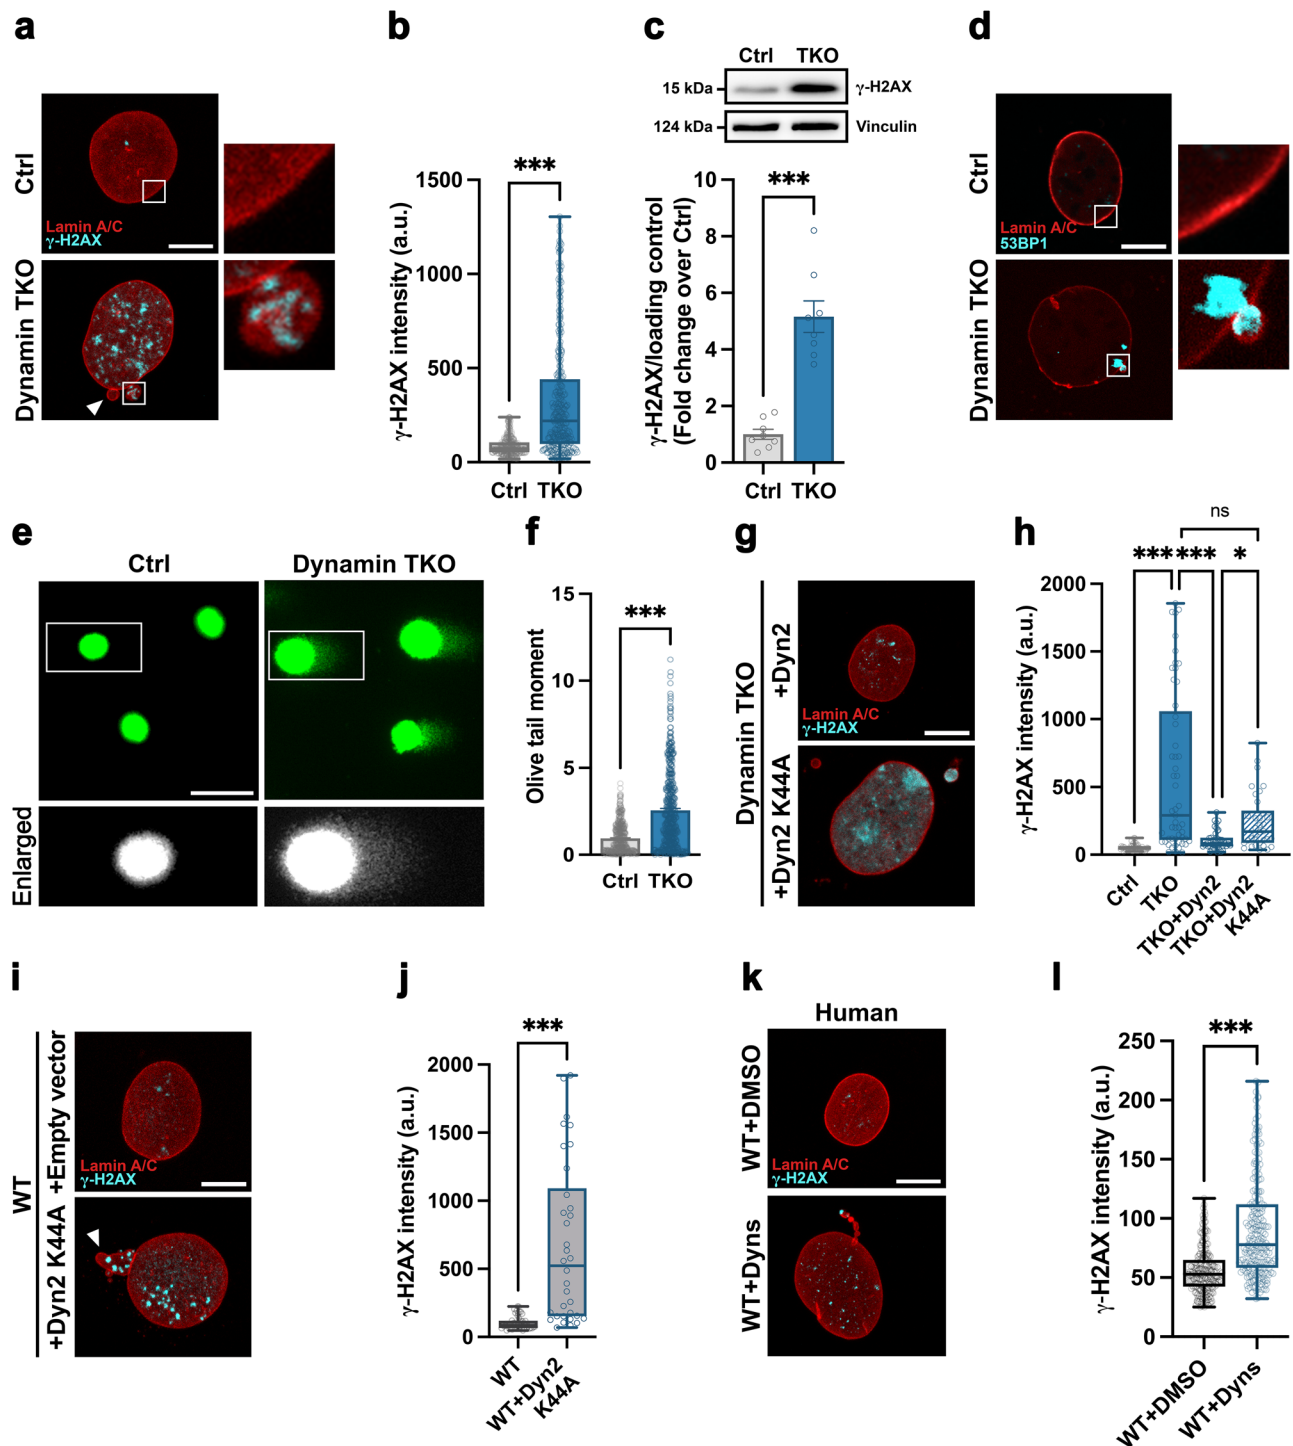 a
Ctrl
Lamin A/C
γ-H2AX
Dynamin TKO
b
***
γ-H2AX intensity (a.u.)
1500
1000
500
0
Ctrl TKO
c
Ctrl TKO
15 kDa γ-H2AX
124 kDa Vinculin
***
γ-H2AX/loading control
(Fold change over Ctrl)
10
8
6
4
2
0
Ctrl TKO
d
Ctrl
Lamin A/C
53BP1
Dynamin TKO
e
Ctrl Dynamin TKO
Enlarged
f
***
Olive tail moment
15
10
5
0
Ctrl TKO
g
Dynamin TKO
+Dyn2
Lamin A/C
γ-H2AX
+Dyn2 K44A
h
ns
*** *** *
γ-H2AX intensity (a.u.)
2000
1500
1000
500
0
Ctrl
TKO
TKO+Dyn2
TKO+Dyn2
K44A
i
WT
+Empty vector
Lamin A/C
γ-H2AX
+Dyn2 K44A
j
***
γ-H2AX intensity (a.u.)
2000
1500
1000
500
0
WT
WT+Dyn2
K44A
k
Human
WT+DMSO
Lamin A/C
γ-H2AX
WT+Dyns
l
***
γ-H2AX intensity (a.u.)
250
200
150
100
50
0
WT+DMSO
WT+Dyns